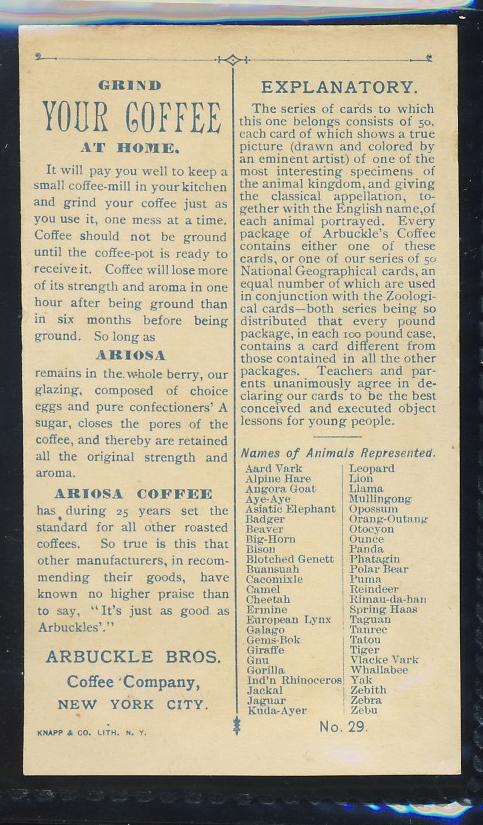 GRIND
YOUR COFFEE
AT HOME.
It will pay you well to keep a
small coffee-mill in your kitchen
and grind your coffee just as
you use it, one mess at a time.
Coffee should not be ground
until the coffee-pot is ready to
receive it. Coffee will lose more
of its strength and aroma in one
hour after being ground than
in six months before being
ground. So long as
ARIOSA
remains in the whole berry, our
glazing, composed of choice
eggs and pure confectioners' A
sugar, closes the pores of the
coffee, and thereby are retained
all the original strength and
aroma.
ARIOSA COFFEE
has during 25 years set the
standard for all other roasted
coffees. So true is this that
other manufacturers, in recom-
mending their goods, have
known no higher praise than
to say, "It's just as good as
Arbuckles'."
ARBUCKLE BROS.
Coffee Company,
NEW YORK CITY.
KNAPP & CO. LITH. N. Y.
EXPLANATORY.
The series of cards to which
this one belongs consists of 50,
each card of which shows a true
picture (drawn and colored by
an eminent artist) of one of the
most interesting specimens of
the animal kingdom, and giving
the classical appellation, to-
gether with the English name, of
each animal portrayed. Every
package of Arbuckle's Coffee
contains either one of these
cards, or one of our series of 50
National Geographical cards, an
equal number of which are used
in conjunction with the Zoologi-
cal cards—both series being so
distributed that every pound
package, in each 100 pound case,
contains a card different from
those contained in all the other
packages. Teachers and par-
ents unanimously agree in de-
claring our cards to be the best
conceived and executed object
lessons for young people.
Names of Animals Represented.
Aard Vark
Alpine Hare
Angora Goat
Aye-Aye
Asiatic Elephant
Badger
Beaver
Big-Horn
Bison
Blotched Genett
Buansuah
Cacomixle
Camel
Cheetah
Ermine
European Lynx
Galago
Gems-Bok
Giraffe
Gnu
Gorilla
Ind'n Rhinoceros
Jackal
Jaguar
Kuda-Ayer
Leopard
Lion
Llama
Mullingong
Opossum
Orang-Outang
Otocyon
Ounce
Panda
Phatagin
Polar Bear
Puma
Reindeer
Rimau-da-han
Spring Haas
Taguan
Tanrec
Tatou
Tiger
Vlacke Vark
Whallabee
Yak
Zebith
Zebra
Zebu
No. 29.